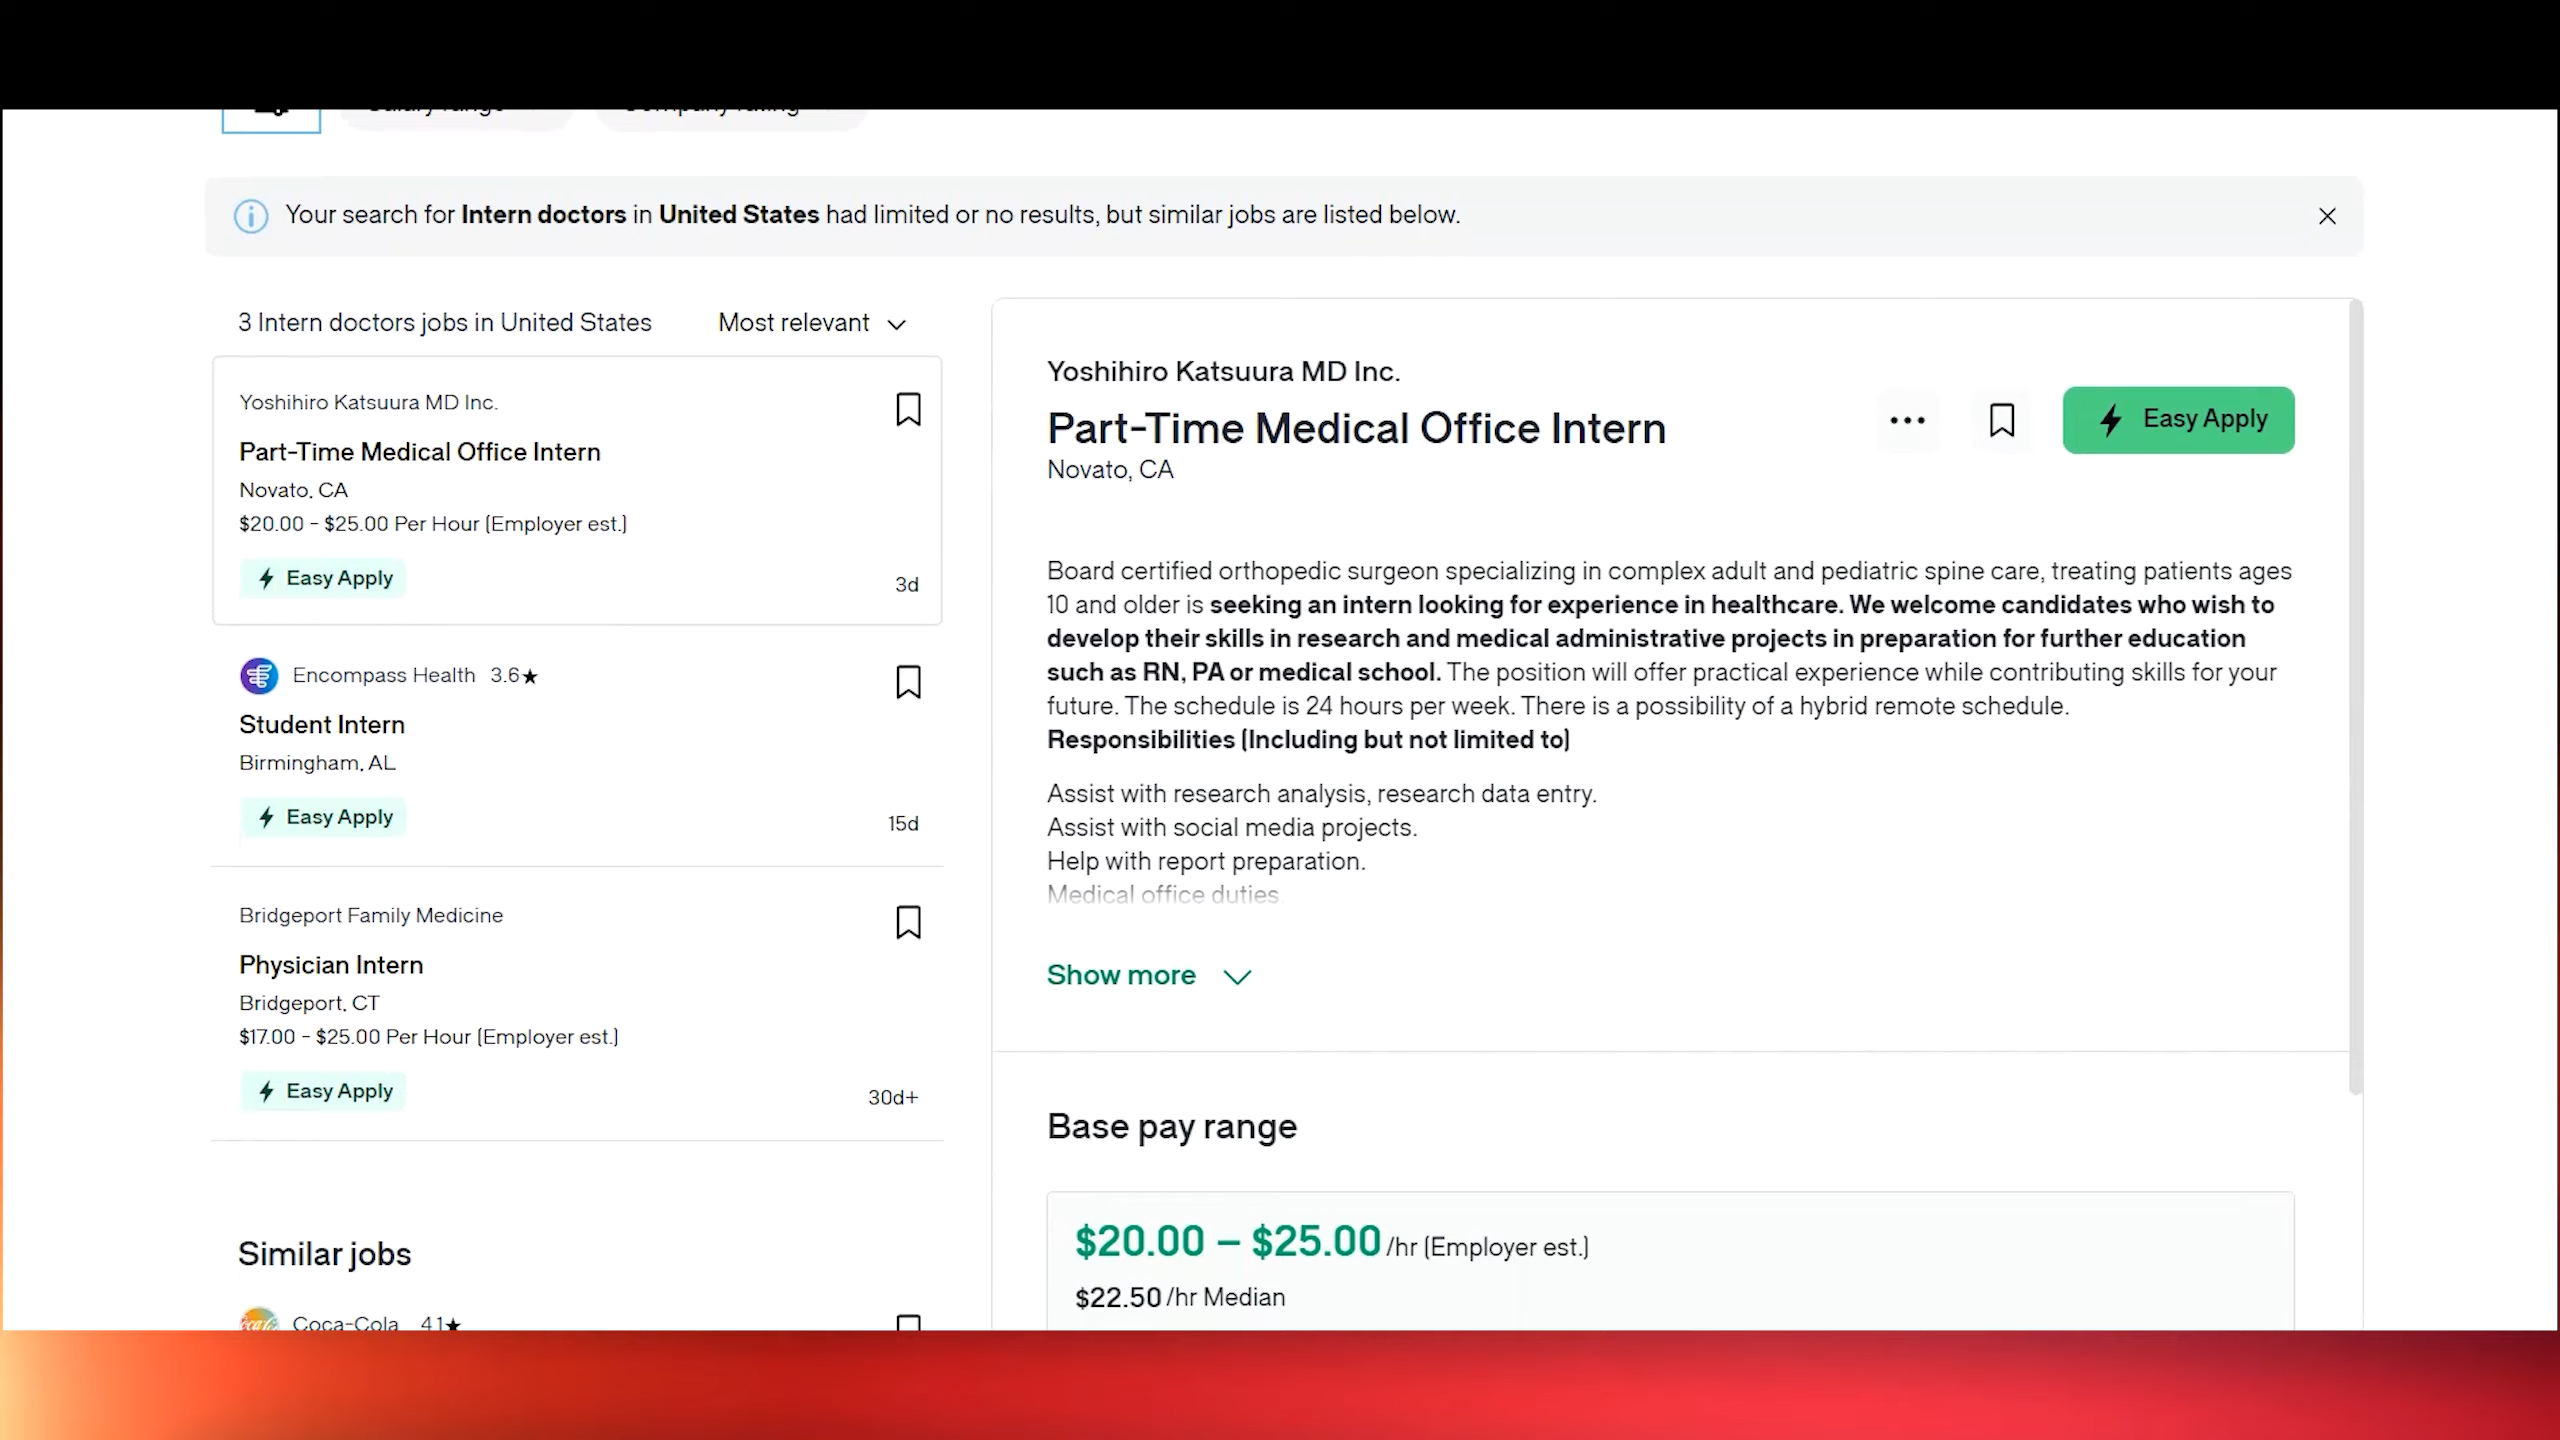 Salary range
Company rating
Your search for Intern doctors in United States had limited or no results, but similar jobs are listed below.
3 Intern doctors jobs in United States
Most relevant
Yoshihiro Katsuura MD Inc.
Part-Time Medical Office Intern
Novato, CA
$20.00 - $25.00 Per Hour (Employer est.)
Easy Apply
3d
Encompass Health 3.6★
Student Intern
Birmingham, AL
Easy Apply
15d
Bridgeport Family Medicine
Physician Intern
Bridgeport, CT
$17.00 - $25.00 Per Hour (Employer est.)
Easy Apply
30d+
Similar jobs
Coca-Cola 4.1★
Yoshihiro Katsuura MD Inc.
Part-Time Medical Office Intern
Novato, CA
Easy Apply
Board certified orthopedic surgeon specializing in complex adult and pediatric spine care, treating patients ages
10 and older is seeking an intern looking for experience in healthcare. We welcome candidates who wish to
develop their skills in research and medical administrative projects in preparation for further education
such as RN, PA or medical school. The position will offer practical experience while contributing skills for your
future. The schedule is 24 hours per week. There is a possibility of a hybrid remote schedule.
Responsibilities (Including but not limited to)
Assist with research analysis, research data entry.
Assist with social media projects.
Help with report preparation.
Medical office duties.
Show more
Base pay range
$20.00 – $25.00 /hr (Employer est.)
$22.50 /hr Median